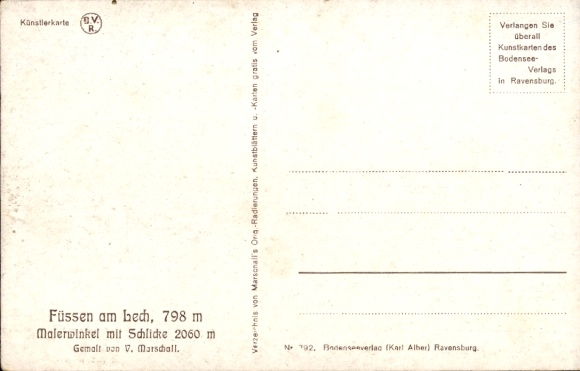 Künstlerkarte
B.V.
R.
Verlangen Sie
überall
Kunstkarten des
Bodensee-
Verlags
in Ravensburg.
Verzeichnis von Marschall's Orig.-Radierungen, Kunstblättern u. -Karten gratis vom Verlag
Füssen am Lech, 798 m
Malerwinkel mit Schlicke 2060 m
Gemalt von V. Marschall.
Nr. 792. Bodenseeverlag (Karl Alber) Ravensburg.